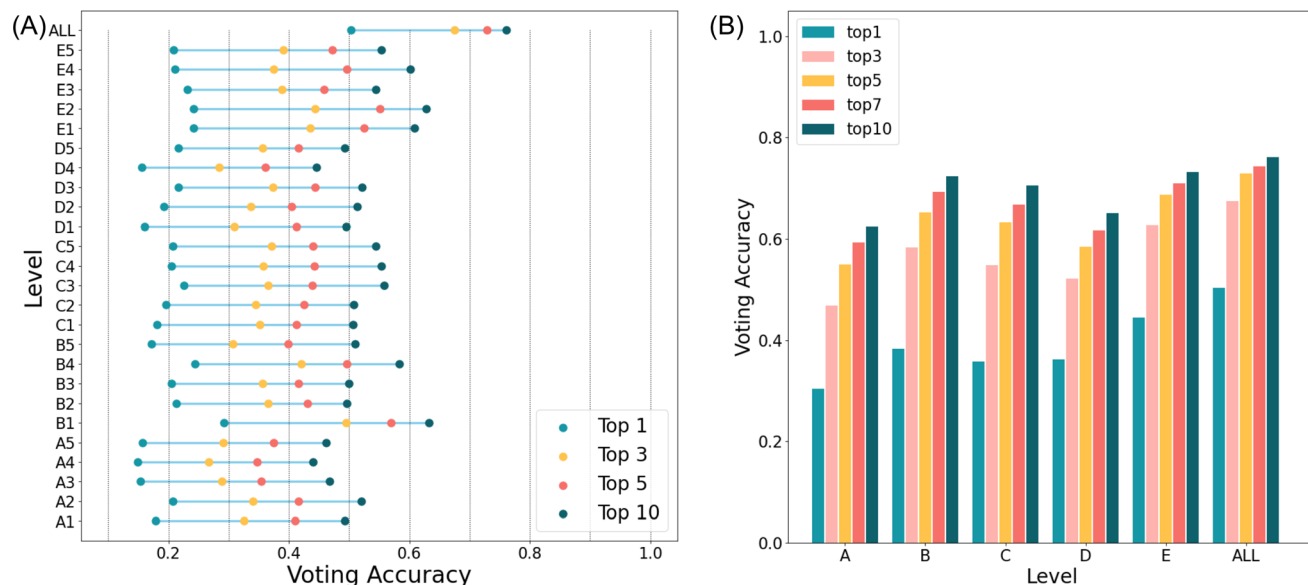 (A)
ALL
E5
E4
E3
E2
E1
D5
D4
D3
D2
D1
C5
C4
C3
C2
C1
B5
B4
B3
B2
B1
A5
A4
A3
A2
A1
Level
0.2 0.4 0.6 0.8 1.0
Voting Accuracy
Top 1
Top 3
Top 5
Top 10
(B)
1.0
0.8
0.6
0.4
0.2
0.0
Voting Accuracy
top1
top3
top5
top7
top10
A B C D E ALL
Level